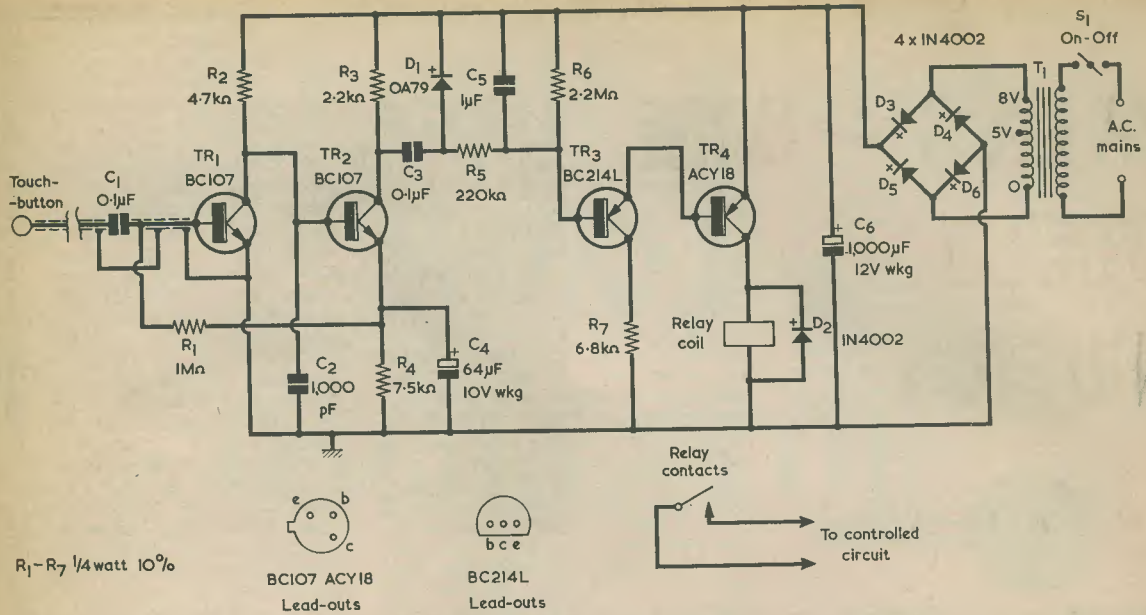 R2
4.7kΩ
R3
2.2kΩ
D1
OA79
+
C5
1µF
R6
2.2MΩ
4 x 1N4002
S1
On-Off
T1
8V
5V
O
A.C.
mains
D3
D4
D5
D6
+
+
+
+
TR1
BC107
TR2
BC107
C3
0.1µF
R5
220kΩ
TR3
BC214L
TR4
ACY18
Touch-
-button
C1
0.1µF
+
C6
1,000µF
12V wkg
R1
1MΩ
C2
1,000
pF
R4
7.5kΩ
+
C4
64µF
10V wkg
R7
6.8kΩ
Relay
coil
+
D2
1N4002
Relay
contacts
To controlled
circuit
e
b
c
b c e
R1-R7 1/4 watt 10%
BC107 ACY18
Lead-outs
BC214L
Lead-outs